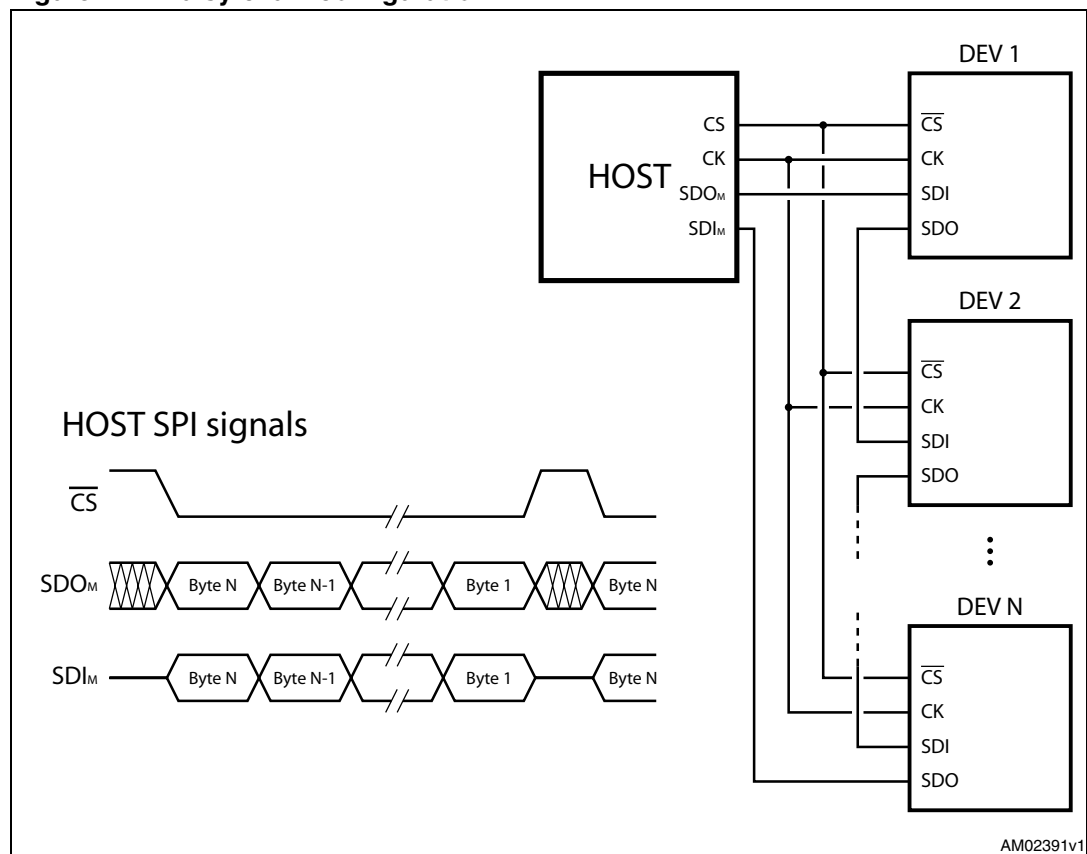 DEV 1
CS
CK
SDI
SDO
HOST
CS
CK
SDOM
SDIM
DEV 2
CS
CK
SDI
SDO
DEV N
CS
CK
SDI
SDO
HOST SPI signals
CS
SDOM Byte N Byte N-1 Byte 1 Byte N
SDIM Byte N Byte N-1 Byte 1 Byte N
AM02391v1